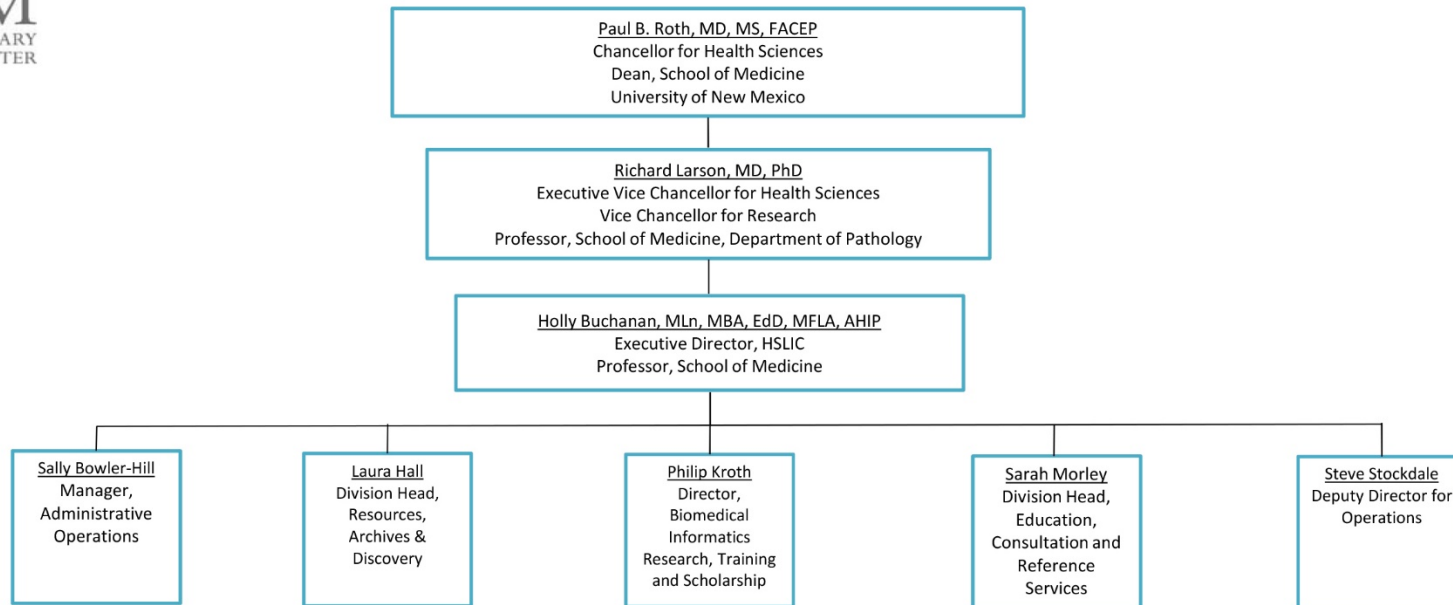 M
ARY
TER
Paul B. Roth, MD, MS, FACEP
Chancellor for Health Sciences
Dean, School of Medicine
University of New Mexico
Richard Larson, MD, PhD
Executive Vice Chancellor for Health Sciences
Vice Chancellor for Research
Professor, School of Medicine, Department of Pathology
Holly Buchanan, MLn, MBA, EdD, MFLA, AHIP
Executive Director, HSLIC
Professor, School of Medicine
Sally Bowler-Hill
Manager,
Administrative
Operations
Laura Hall
Division Head,
Resources,
Archives &
Discovery
Philip Kroth
Director,
Biomedical
Informatics
Research, Training
and Scholarship
Sarah Morley
Division Head,
Education,
Consultation and
Reference
Services
Steve Stockdale
Deputy Director for
Operations